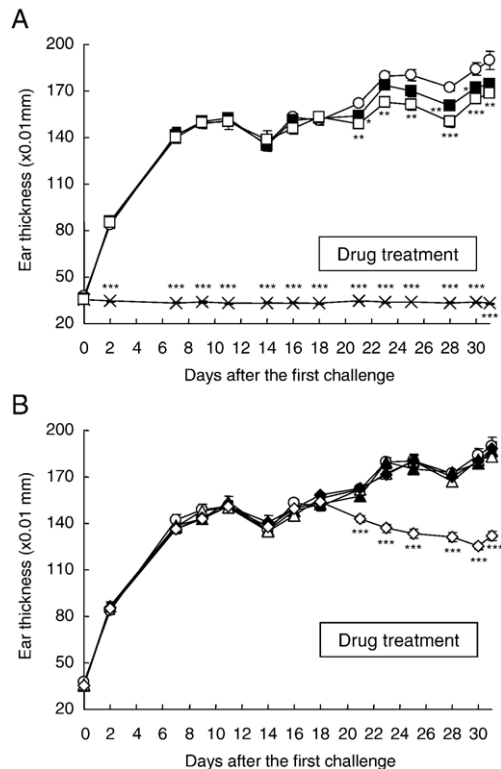 A
Ear thickness (x0.01mm)
200
170
140
110
80
50
20
* *
** ** ** ** *** *** **
Drug treatment
*** *** *** *** *** *** *** *** *** *** *** *** ***
***
0 2 4 6 8 10 12 14 16 18 20 22 24 26 28 30
Days after the first challenge
B
Ear thickness (x0.01 mm)
200
170
140
110
80
50
20
*** *** *** *** *** ***
Drug treatment
0 2 4 6 8 10 12 14 16 18 20 22 24 26 28 30
Days after the first challenge